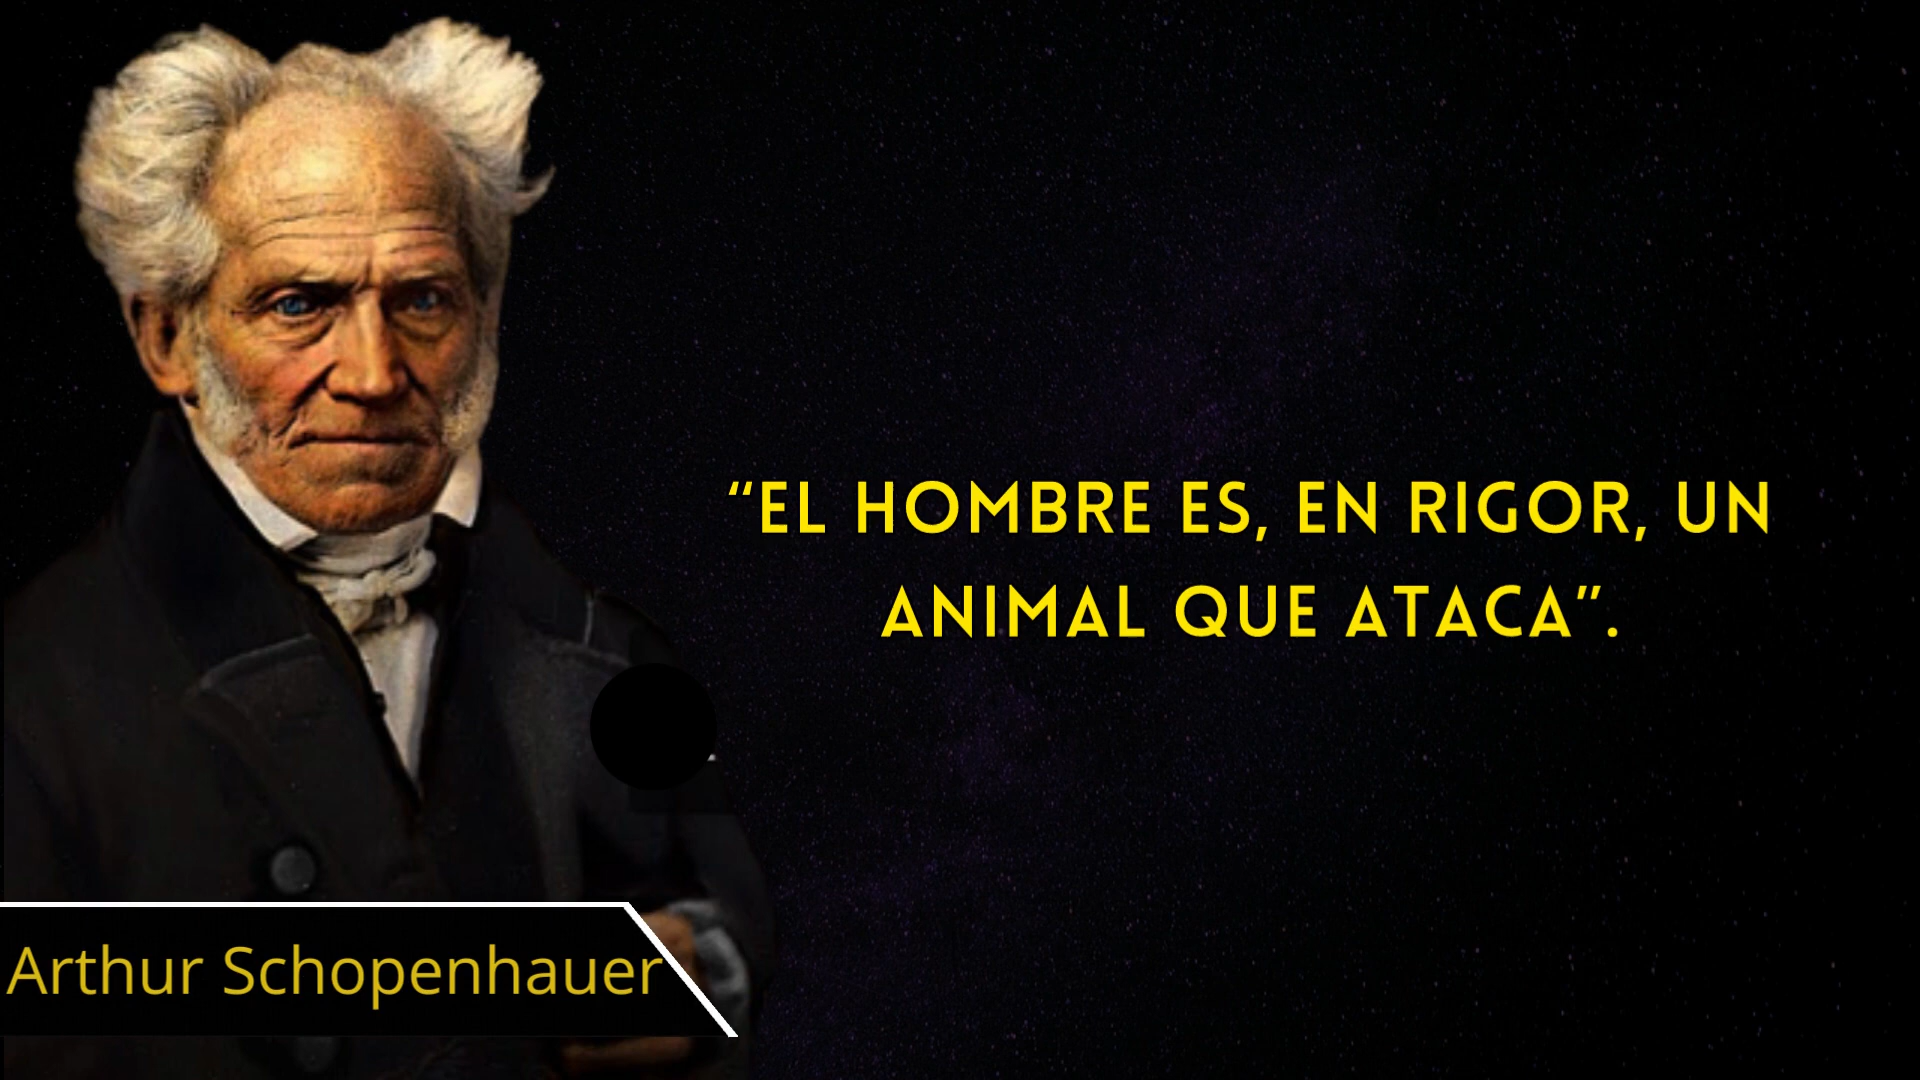 “EL HOMBRE ES, EN RIGOR, UN
ANIMAL QUE ATACA”.
Arthur Schopenhauer